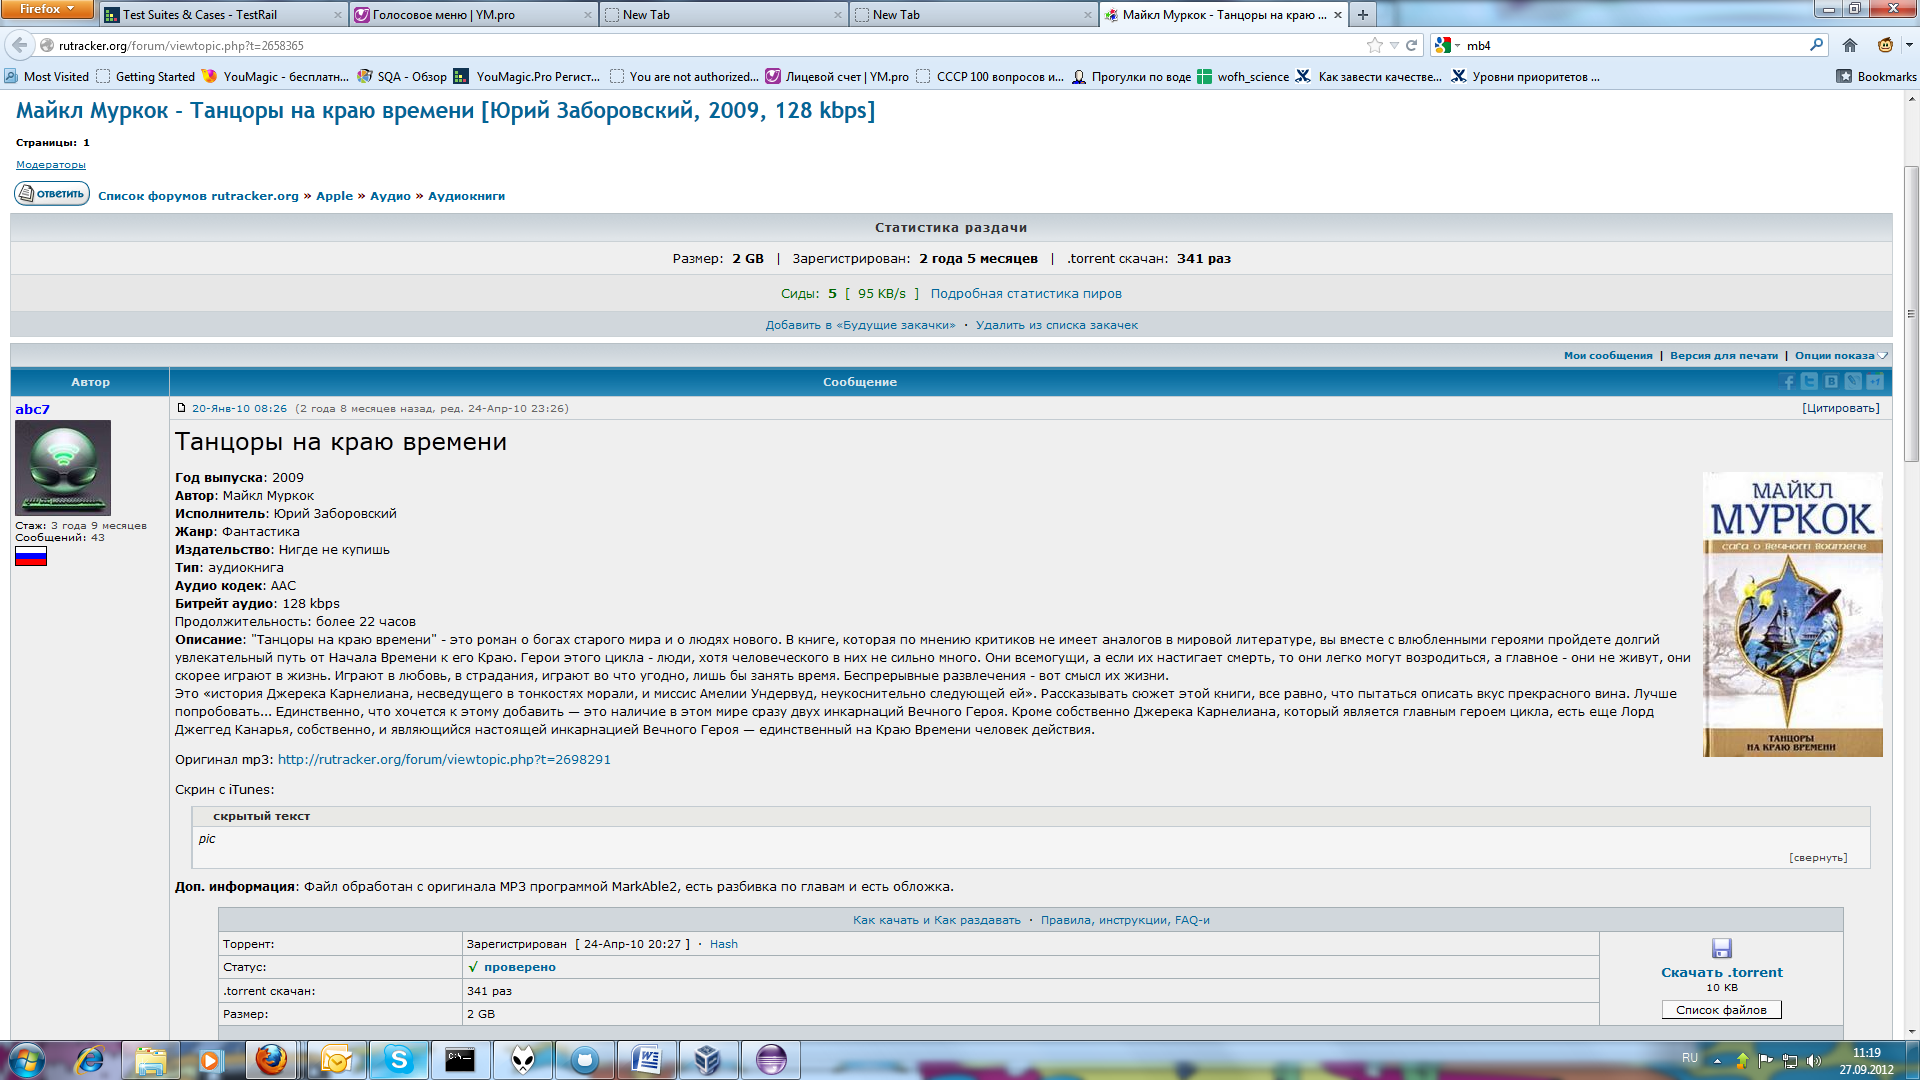 Firefox
Test Suites & Cases - TestRail
Голосовое меню | YM.pro
New Tab
New Tab
Майкл Муркок - Танцоры на краю ...
rutracker.org/forum/viewtopic.php?t=2658365
mb4
Most Visited
Getting Started
YouMagic - бесплатн...
SQA - Обзор
YouMagic.Pro Регист...
You are not authorized...
Лицевой счет | YM.pro
СССР 100 вопросов и...
Прогулки по воде
wofh_science
Как завести качестве...
Уровни приоритетов ...
Bookmarks
Майкл Муркок - Танцоры на краю времени [Юрий Заборовский, 2009, 128 kbps]
Страницы: 1
Модераторы
ответить
Список форумов rutracker.org » Apple » Аудио » Аудиокниги
Статистика раздачи
Размер: 2 GB | Зарегистрирован: 2 года 5 месяцев | .torrent скачан: 341 раз
Сиды: 5 [ 95 KB/s ] Подробная статистика пиров
Добавить в «Будущие закачки» · Удалить из списка закачек
Мои сообщения | Версия для печати | Опции показа
Автор
Сообщение
abc7
20-Янв-10 08:26 (2 года 8 месяцев назад, ред. 24-Апр-10 23:26)
[Цитировать]
Стаж: 3 года 9 месяцев
Сообщений: 43
Танцоры на краю времени
Год выпуска: 2009
Автор: Майкл Муркок
Исполнитель: Юрий Заборовский
Жанр: Фантастика
Издательство: Нигде не купишь
Тип: аудиокнига
Аудио кодек: AAC
Битрейт аудио: 128 kbps
Продолжительность: более 22 часов
Описание: "Танцоры на краю времени" - это роман о богах старого мира и о людях нового. В книге, которая по мнению критиков не имеет аналогов в мировой литературе, вы вместе с влюбленными героями пройдете долгий
увлекательный путь от Начала Времени к его Краю. Герои этого цикла - люди, хотя человеческого в них не сильно много. Они всемогущи, а если их настигает смерть, то они легко могут возродиться, а главное - они не живут, они
скорее играют в жизнь. Играют в любовь, в страдания, играют во что угодно, лишь бы занять время. Беспрерывные развлечения - вот смысл их жизни.
Это «история Джерека Карнелиана, несведущего в тонкостях морали, и миссис Амелии Ундервуд, неукоснительно следующей ей». Рассказывать сюжет этой книги, все равно, что пытаться описать вкус прекрасного вина. Лучше
попробовать... Единственно, что хочется к этому добавить — это наличие в этом мире сразу двух инкарнаций Вечного Героя. Кроме собственно Джерека Карнелиана, который является главным героем цикла, есть еще Лорд
Джеггед Канарья, собственно, и являющийся настоящей инкарнацией Вечного Героя — единственный на Краю Времени человек действия.
МАЙКЛ
МУРКОК
сага о вечном воителе
ТАНЦОРЫ
НА КРАЮ ВРЕМЕНИ
Оригинал mp3: http://rutracker.org/forum/viewtopic.php?t=2698291
Скрин с iTunes:
скрытый текст
pic
[свернуть]
Доп. информация: Файл обработан с оригинала MP3 программой MarkAble2, есть разбивка по главам и есть обложка.
Как качать и Как раздавать · Правила, инструкции, FAQ-и
Торрент:
Зарегистрирован [ 24-Апр-10 20:27 ] · Hash
Статус:
√ проверено
.torrent скачан:
341 раз
Размер:
2 GB
Скачать .torrent
10 KB
Список файлов
RU
11:19
27.09.2012